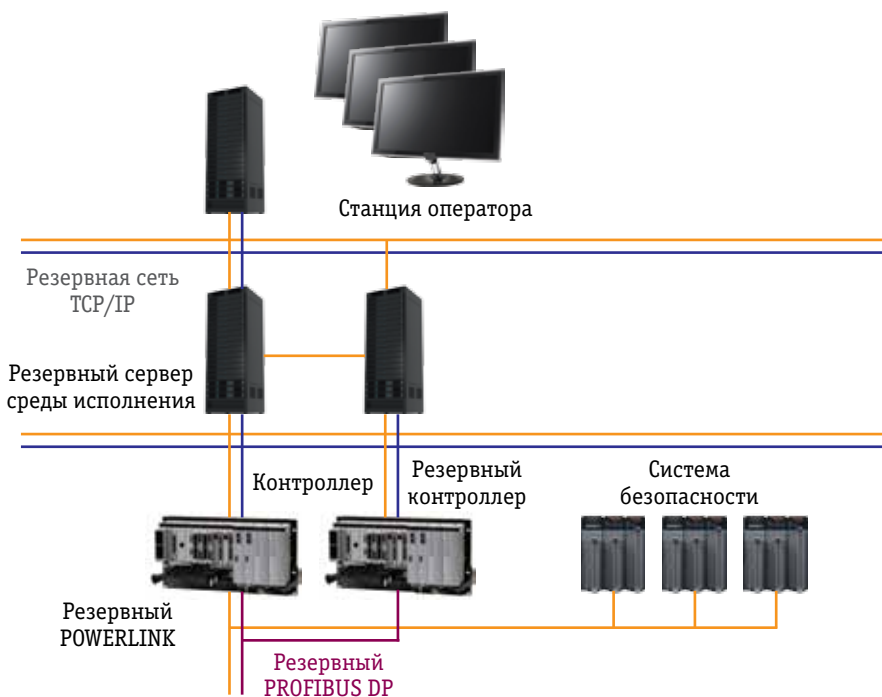 Станция оператора
Резервная сеть
TCP/IP
Резервный сервер
среды исполнения
Контроллер
Резервный
контроллер
Система
безопасности
Резервный
POWERLINK
Резервный
PROFIBUS DP